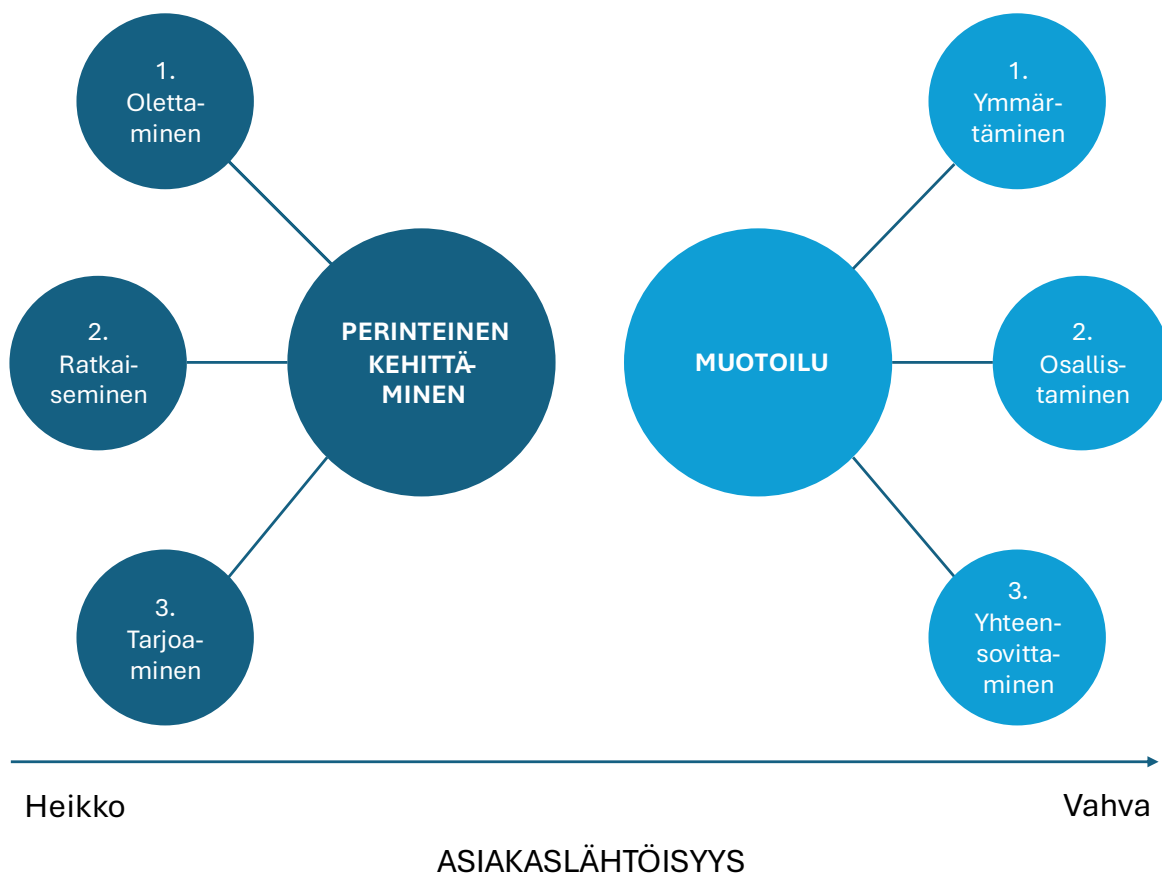 1.
Oletta-
minen
2.
Ratkai-
seminen
3.
Tarjoa-
minen
PERINTEINEN
KEHITTÄ-
MINEN
MUOTOILU
1.
Ymmär-
täminen
2.
Osallis-
taminen
3.
Yhteen-
sovitta-
minen
Heikko
Vahva
ASIAKASLÄHTÖISYYS